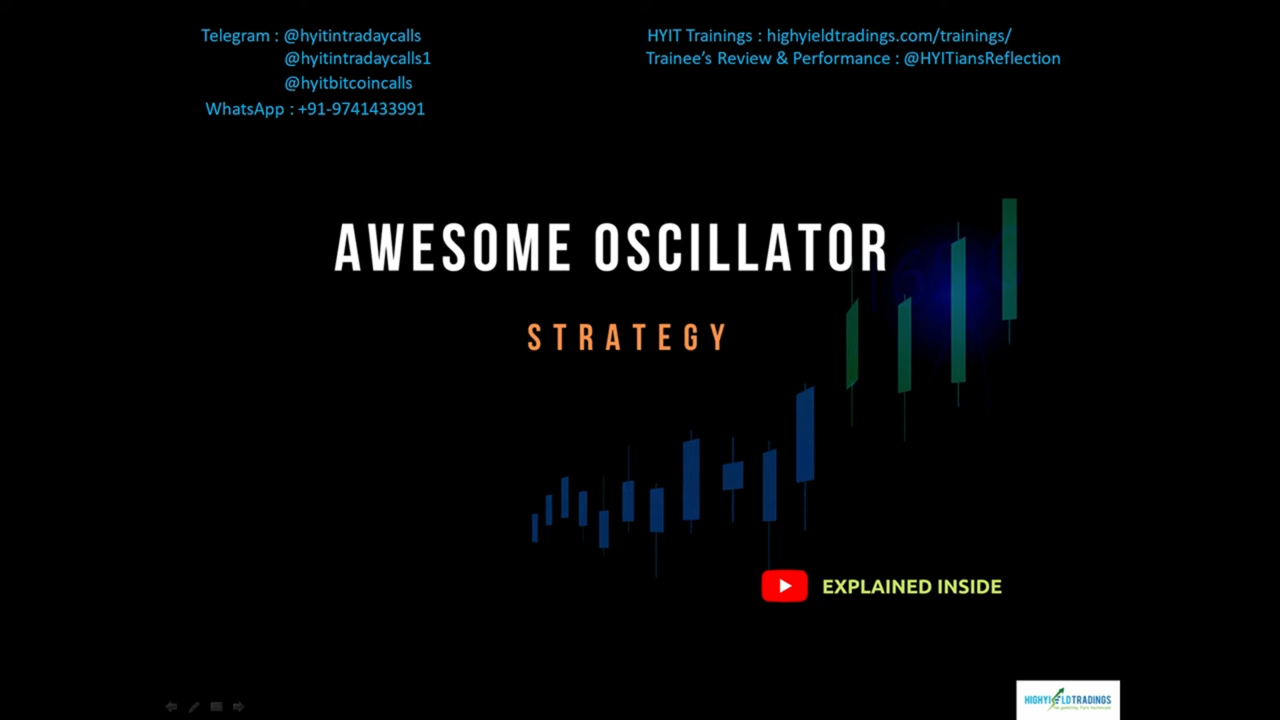 Telegram : @hyitintradaycalls
@hyitintradaycalls1
@hyitbitcoincalls
WhatsApp : +91-9741433991
HYIT Trainings : highyieldtradings.com/trainings/
Trainee's Review & Performance : @HYITiansReflection
AWESOME OSCILLATOR
STRATEGY
EXPLAINED INSIDE
HIGHYIELDTRADINGS